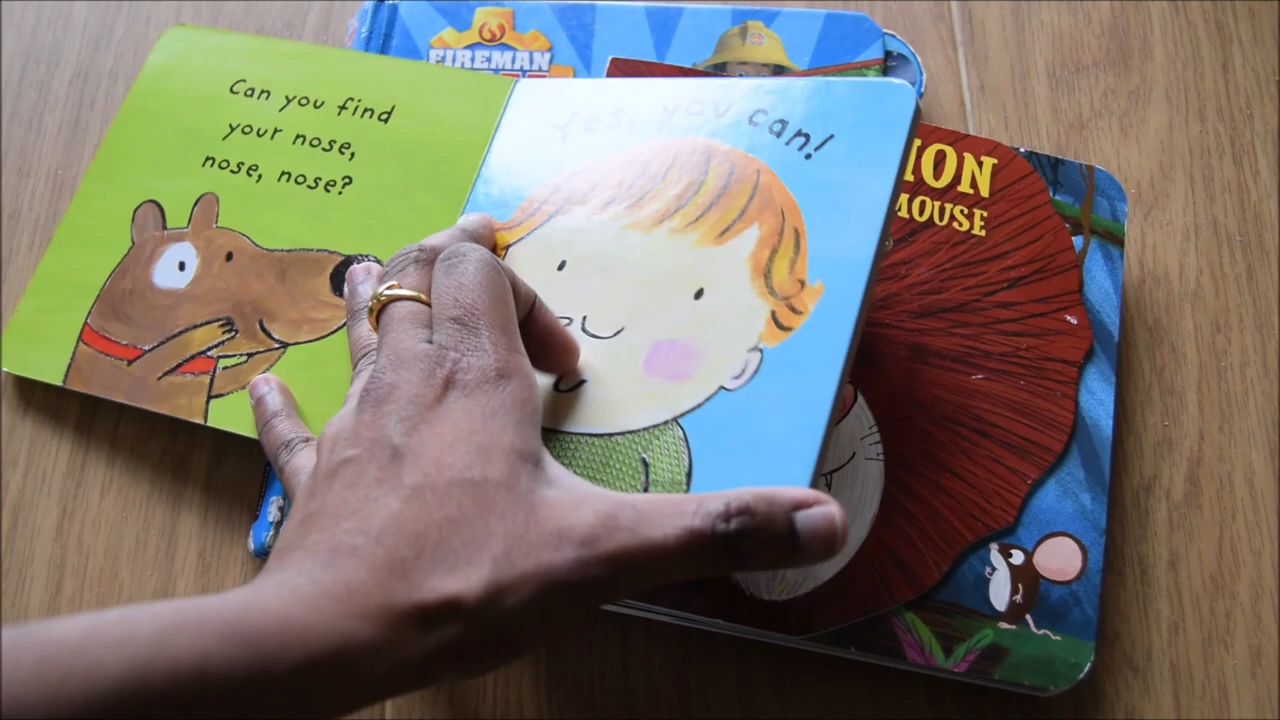 FIREMAN
Can you find
your nose,
nose, nose?
Yes, you can!
ION
MOUSE